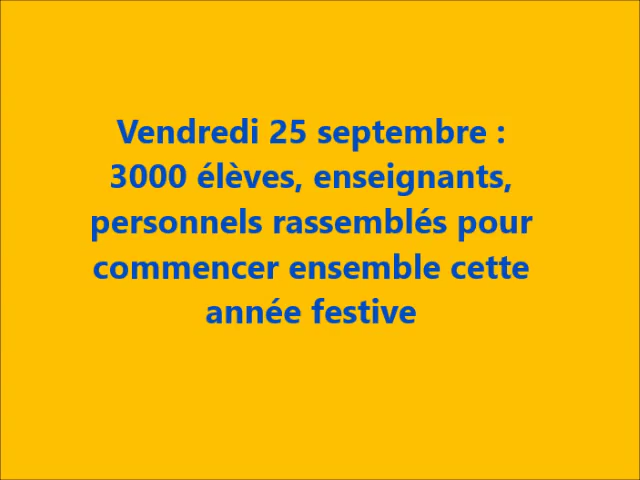 Vendredi 25 septembre :
3000 élèves, enseignants,
personnels rassemblés pour
commencer ensemble cette
année festive